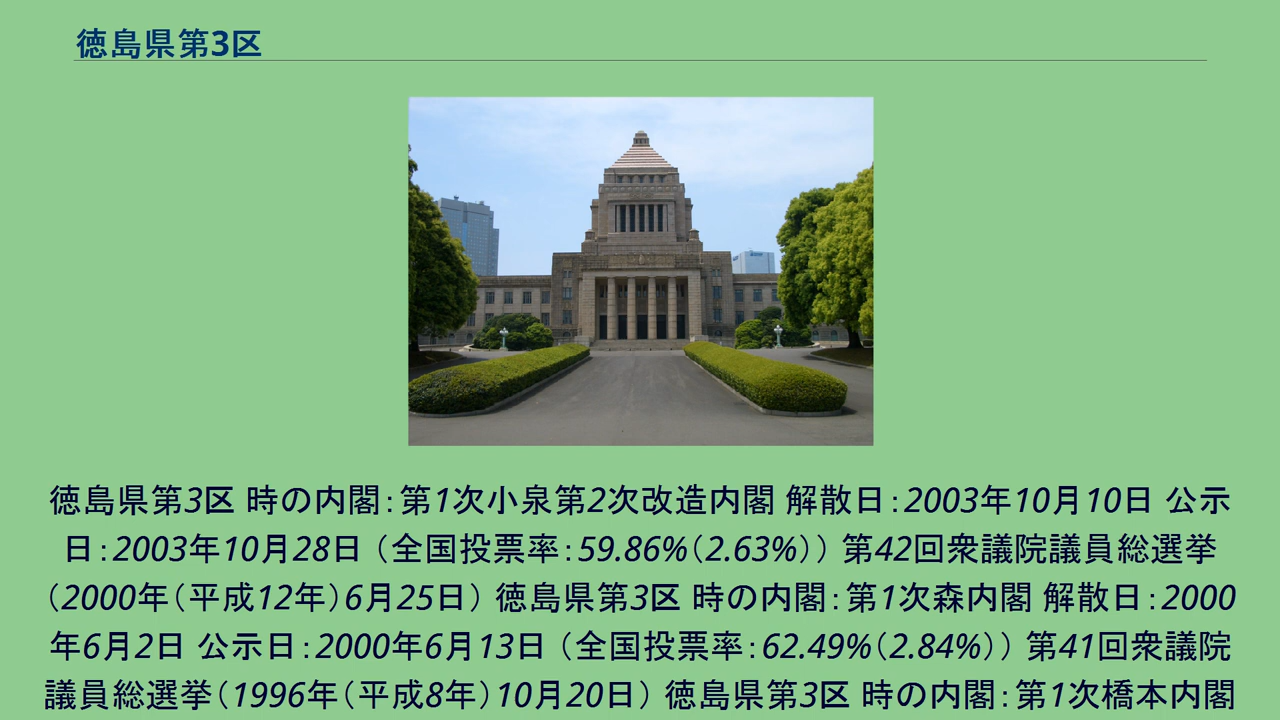 徳島県第3区
徳島県第3区 時の内閣：第1次小泉第2次改造内閣 解散日：2003年10月10日 公示
日：2003年10月28日 （全国投票率：59.86%（2.63%）） 第42回衆議院議員総選挙
（2000年（平成12年）6月25日） 徳島県第3区 時の内閣：第1次森内閣 解散日：2000
年6月2日 公示日：2000年6月13日 （全国投票率：62.49%（2.84%）） 第41回衆議院
議員総選挙（1996年（平成8年）10月20日） 徳島県第3区 時の内閣：第1次橋本内閣